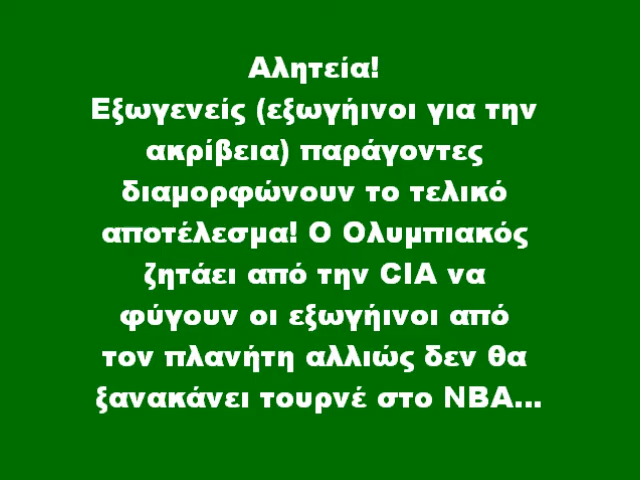 Αλητεία!
Εξωγενείς (εξωγήινοι για την
ακρίβεια) παράγοντες
διαμορφώνουν το τελικό
αποτέλεσμα! Ο Ολυμπιακός
ζητάει από την CIA να
φύγουν οι εξωγήινοι από
τον πλανήτη αλλιώς δεν θα
ξανακάνει τουρνέ στο NBA...